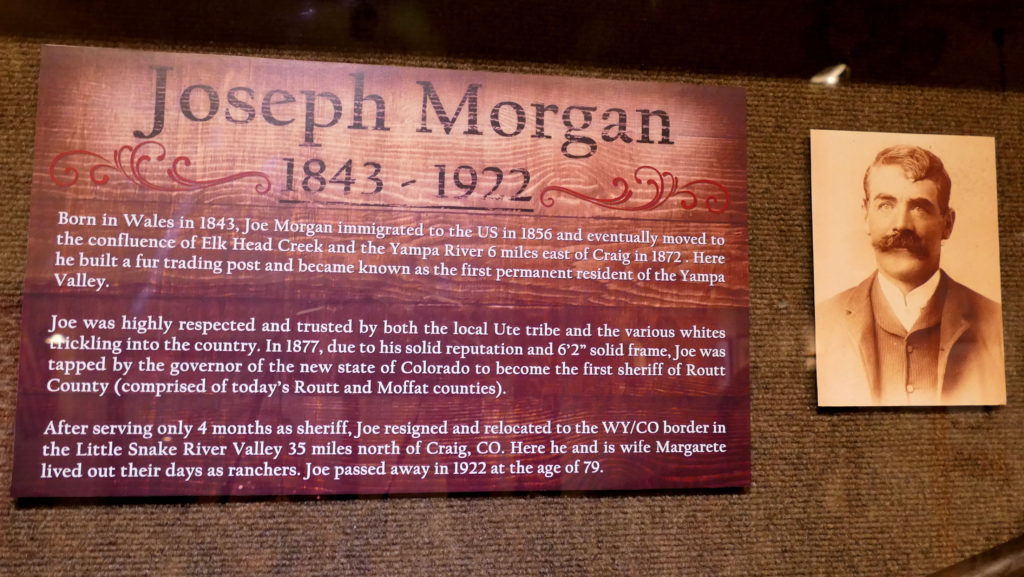 Joseph Morgan
1843 - 1922
Born in Wales in 1843, Joe Morgan immigrated to the US in 1856 and eventually moved to
the confluence of Elk Head Creek and the Yampa River 6 miles east of Craig in 1872 . Here
he built a fur trading post and became known as the first permanent resident of the Yampa
Valley.
Joe was highly respected and trusted by both the local Ute tribe and the various whites
trickling into the country. In 1877, due to his solid reputation and 6'2” solid frame, Joe was
tapped by the governor of the new state of Colorado to become the first sheriff of Routt
County (comprised of today's Routt and Moffat counties).
After serving only 4 months as sheriff, Joe resigned and relocated to the WY/CO border in
the Little Snake River Valley 35 miles north of Craig, CO. Here he and is wife Margarete
lived out their days as ranchers. Joe passed away in 1922 at the age of 79.